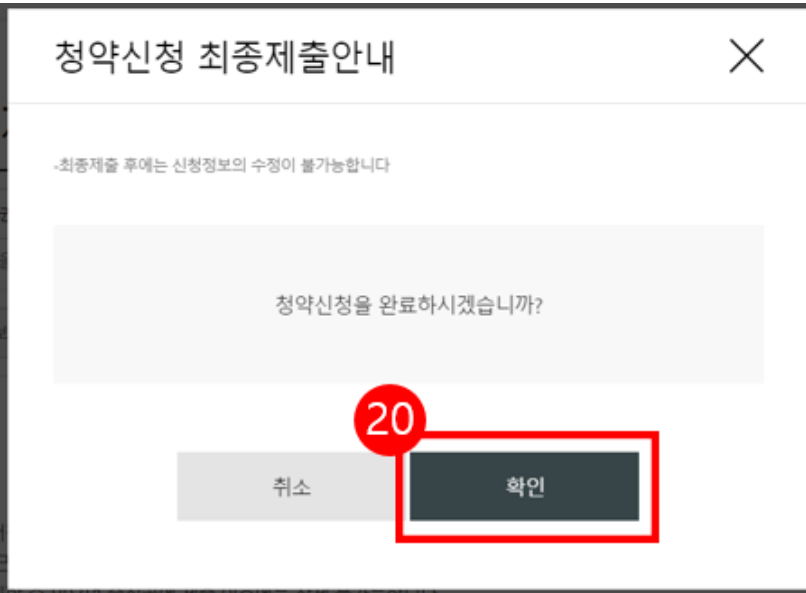 청약신청 최종제출안내
-최종제출 후에는 신청정보의 수정이 불가능합니다
청약신청을 완료하시겠습니까?
20
취소
확인